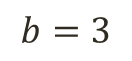 b = 3